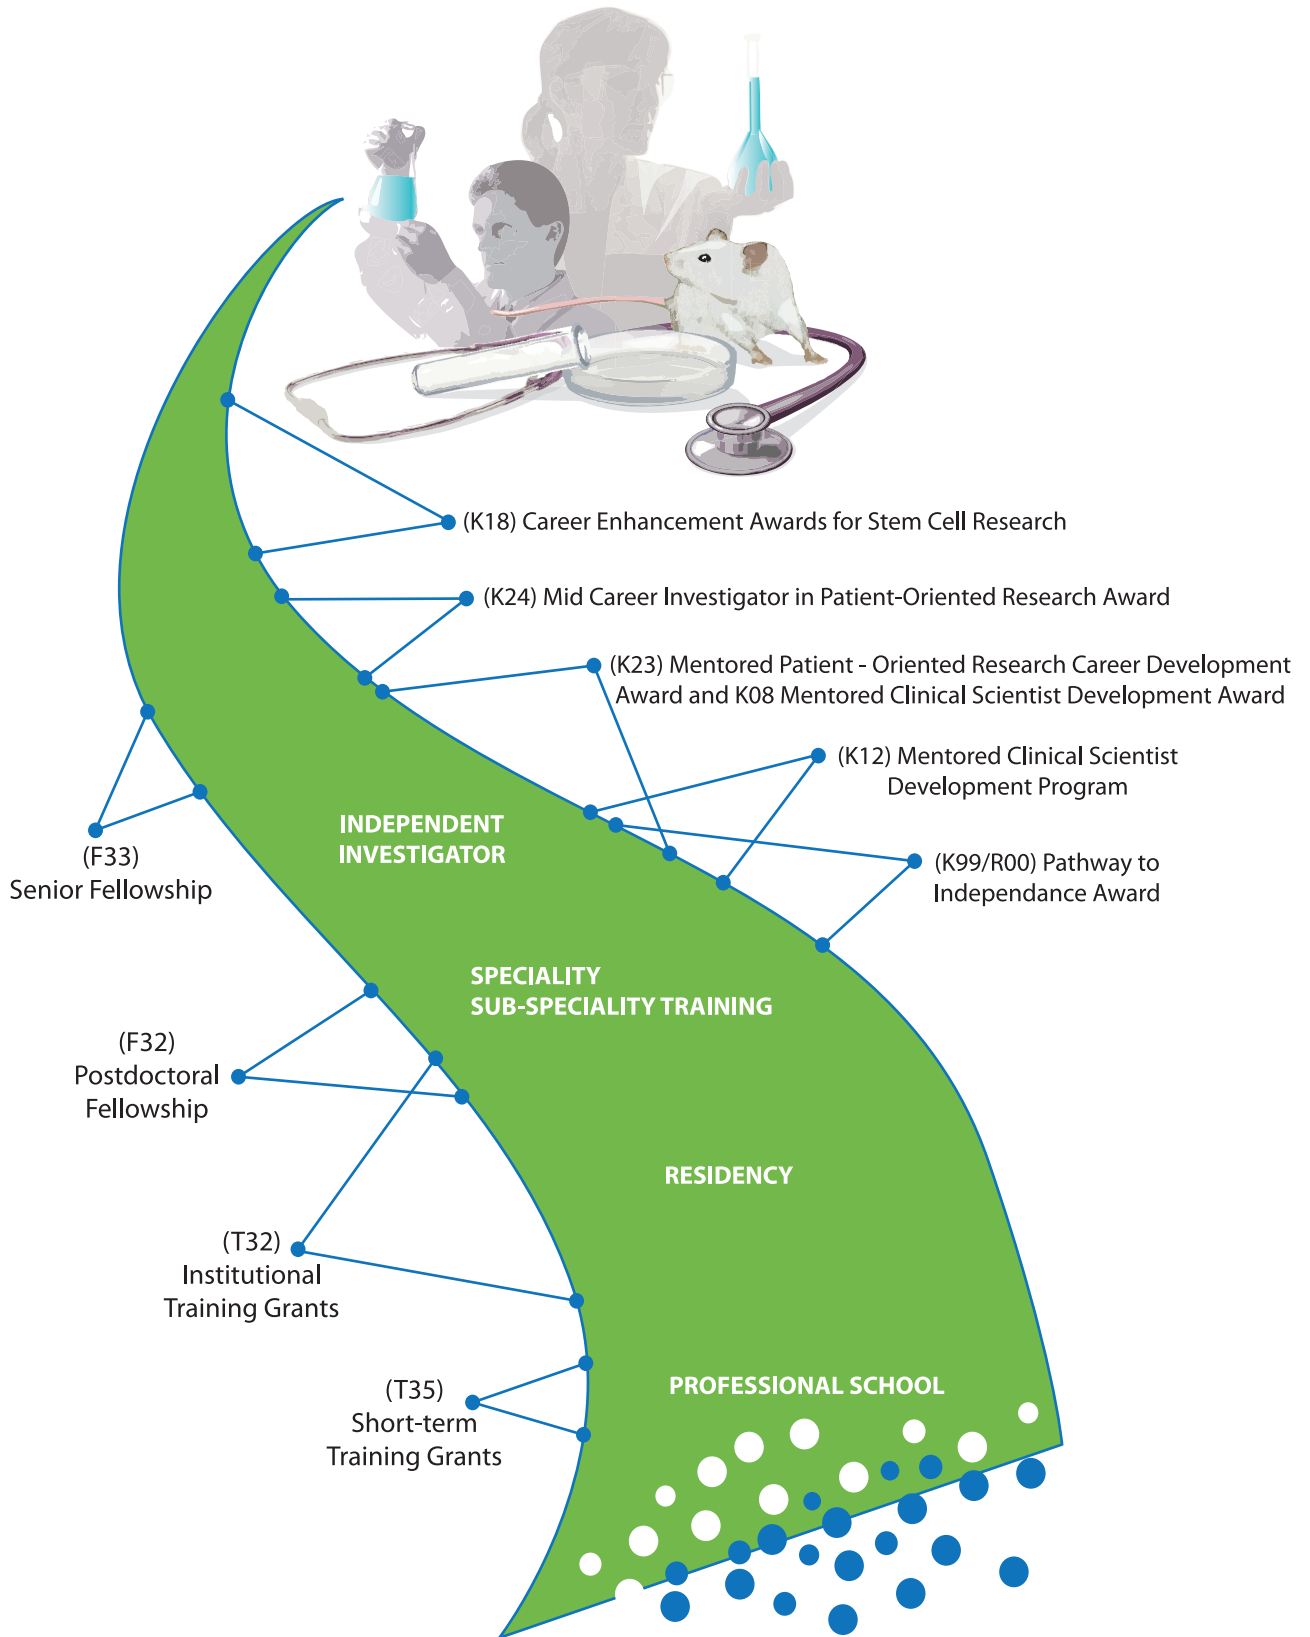 (K18) Career Enhancement Awards for Stem Cell Research
(K24) Mid Career Investigator in Patient-Oriented Research Award
(K23) Mentored Patient - Oriented Research Career Development
Award and K08 Mentored Clinical Scientist Development Award
(K12) Mentored Clinical Scientist
Development Program
(K99/R00) Pathway to
Independance Award
INDEPENDENT
INVESTIGATOR
(F33)
Senior Fellowship
SPECIALITY
SUB-SPECIALITY TRAINING
(F32)
Postdoctoral
Fellowship
RESIDENCY
(T32)
Institutional
Training Grants
PROFESSIONAL SCHOOL
(T35)
Short-term
Training Grants